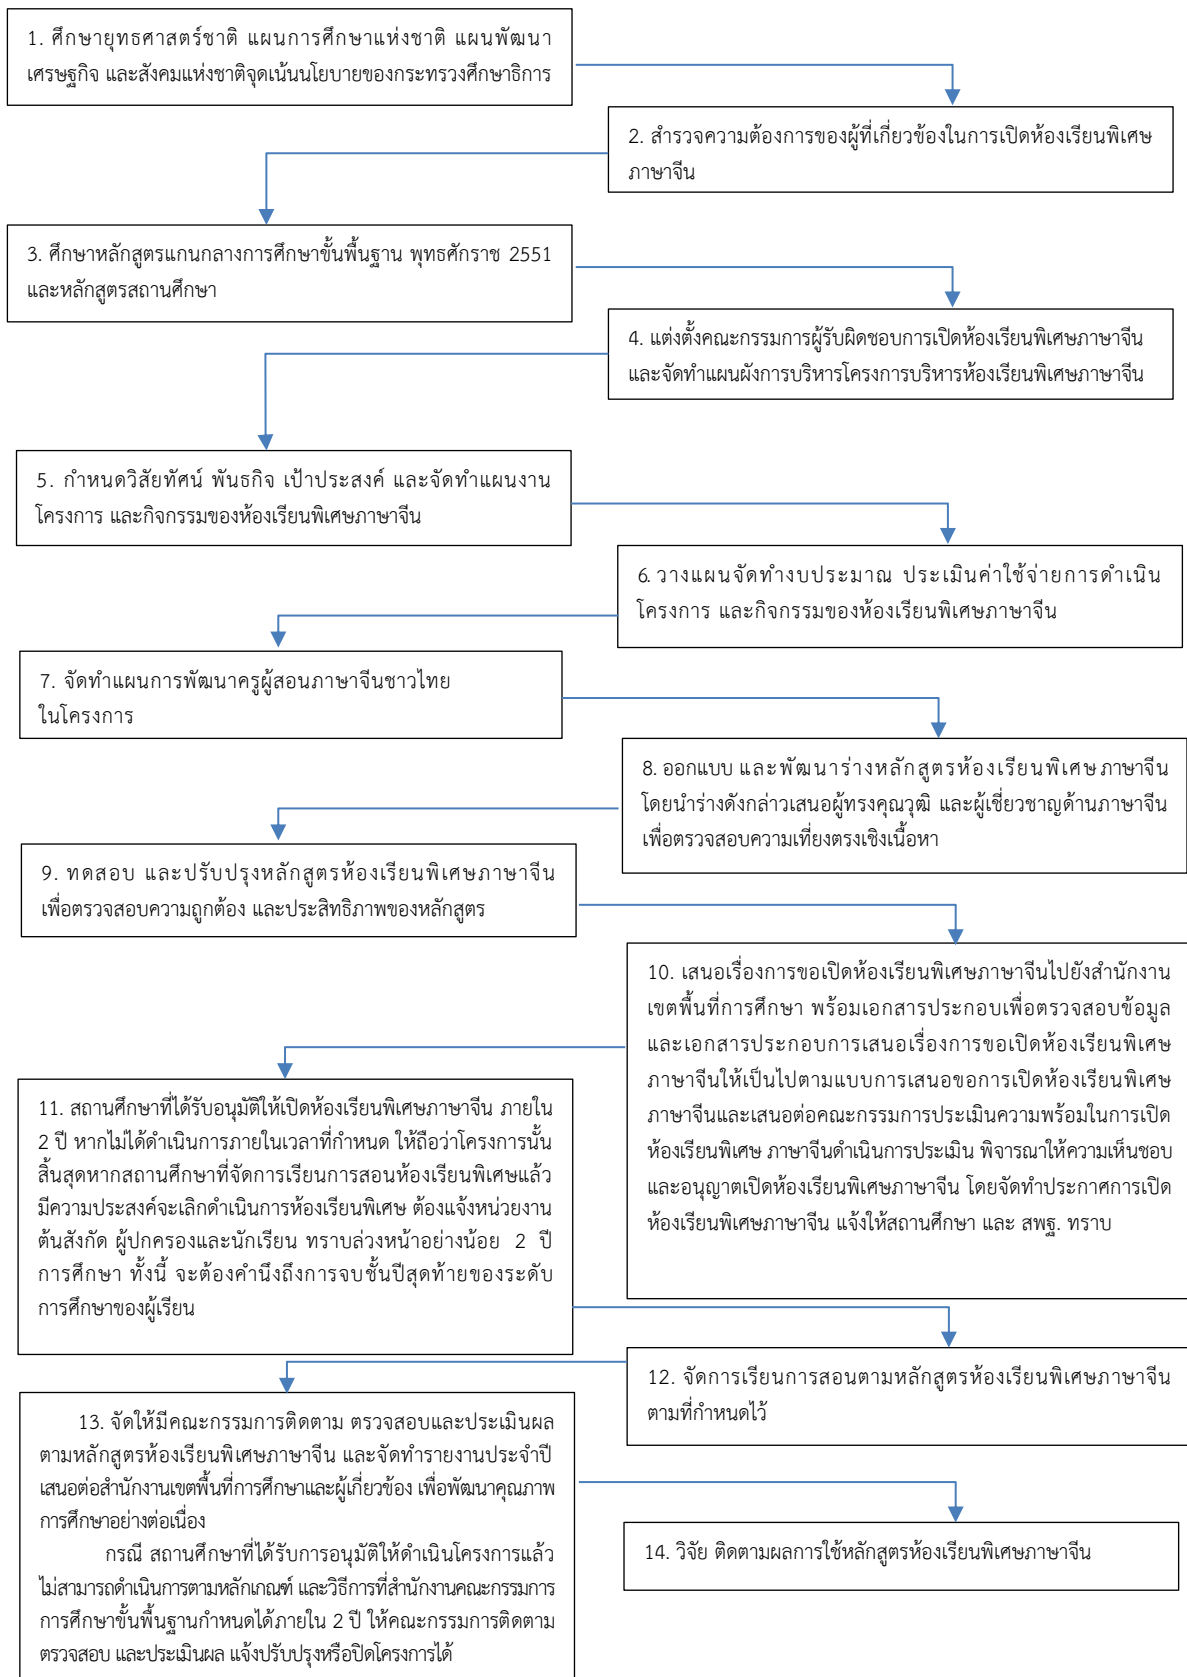 1. ศึกษายุทธศาสตร์ชาติ แผนการศึกษาแห่งชาติ แผนพัฒนา
เศรษฐกิจ และสังคมแห่งชาติจุดเน้นนโยบายของกระทรวงศึกษาธิการ
2. สำรวจความต้องการของผู้ที่เกี่ยวข้องในการเปิดห้องเรียนพิเศษ
ภาษาจีน
3. ศึกษาหลักสูตรแกนกลางการศึกษาขั้นพื้นฐาน พุทธศักราช 2551
และหลักสูตรสถานศึกษา
4. แต่งตั้งคณะกรรมการผู้รับผิดชอบการเปิดห้องเรียนพิเศษภาษาจีน
และจัดทำแผนผังการบริหารโครงการบริหารห้องเรียนพิเศษภาษาจีน
5. กำหนดวิสัยทัศน์ พันธกิจ เป้าประสงค์ และจัดทำแผนงาน
โครงการ และกิจกรรมของห้องเรียนพิเศษภาษาจีน
6. วางแผนจัดทำงบประมาณ ประเมินค่าใช้จ่ายการดำเนิน
โครงการ และกิจกรรมของห้องเรียนพิเศษภาษาจีน
7. จัดทำแผนการพัฒนาครูผู้สอนภาษาจีนชาวไทย
ในโครงการ
8. ออกแบบ และพัฒนาร่างหลักสูตรห้องเรียนพิเศษภาษาจีน
โดยนำร่างดังกล่าวเสนอผู้ทรงคุณวุฒิ และผู้เชี่ยวชาญด้านภาษาจีน
เพื่อตรวจสอบความเที่ยงตรงเชิงเนื้อหา
9. ทดสอบ และปรับปรุงหลักสูตรห้องเรียนพิเศษภาษาจีน
เพื่อตรวจสอบความถูกต้อง และประสิทธิภาพของหลักสูตร
10. เสนอเรื่องการขอเปิดห้องเรียนพิเศษภาษาจีนไปยังสำนักงาน
เขตพื้นที่การศึกษา พร้อมเอกสารประกอบเพื่อตรวจสอบข้อมูล
และเอกสารประกอบการเสนอเรื่องการขอเปิดห้องเรียนพิเศษ
ภาษาจีนให้เป็นไปตามแบบการเสนอขอการเปิดห้องเรียนพิเศษ
ภาษาจีนและเสนอต่อคณะกรรมการประเมินความพร้อมในการเปิด
ห้องเรียนพิเศษ ภาษาจีนดำเนินการประเมิน พิจารณาให้ความเห็นชอบ
และอนุญาตเปิดห้องเรียนพิเศษภาษาจีน โดยจัดทำประกาศการเปิด
ห้องเรียนพิเศษภาษาจีน แจ้งให้สถานศึกษา และ สพฐ. ทราบ
11. สถานศึกษาที่ได้รับอนุมัติให้เปิดห้องเรียนพิเศษภาษาจีน ภายใน
2 ปี หากไม่ได้ดำเนินการภายในเวลาที่กำหนด ให้ถือว่าโครงการนั้น
สิ้นสุดหากสถานศึกษาที่จัดการเรียนการสอนห้องเรียนพิเศษแล้ว
มีความประสงค์จะเลิกดำเนินการห้องเรียนพิเศษ ต้องแจ้งหน่วยงาน
ต้นสังกัด ผู้ปกครองและนักเรียน ทราบล่วงหน้าอย่างน้อย 2 ปี
การศึกษา ทั้งนี้ จะต้องคำนึงถึงการจบชั้นปีสุดท้ายของระดับ
การศึกษาของผู้เรียน
12. จัดการเรียนการสอนตามหลักสูตรห้องเรียนพิเศษภาษาจีน
ตามที่กำหนดไว้
13. จัดให้มีคณะกรรมการติดตาม ตรวจสอบและประเมินผล
ตามหลักสูตรห้องเรียนพิเศษภาษาจีน และจัดทำรายงานประจำปี
เสนอต่อสำนักงานเขตพื้นที่การศึกษาและผู้เกี่ยวข้อง เพื่อพัฒนาคุณภาพ
การศึกษาอย่างต่อเนื่อง
กรณี สถานศึกษาที่ได้รับการอนุมัติให้ดำเนินโครงการแล้ว
ไม่สามารถดำเนินการตามหลักเกณฑ์ และวิธีการที่สำนักงานคณะกรรมการ
การศึกษาขั้นพื้นฐานกำหนดได้ภายใน 2 ปี ให้คณะกรรมการติดตาม
ตรวจสอบ และประเมินผล แจ้งปรับปรุงหรือปิดโครงการได้
14. วิจัย ติดตามผลการใช้หลักสูตรห้องเรียนพิเศษภาษาจีน